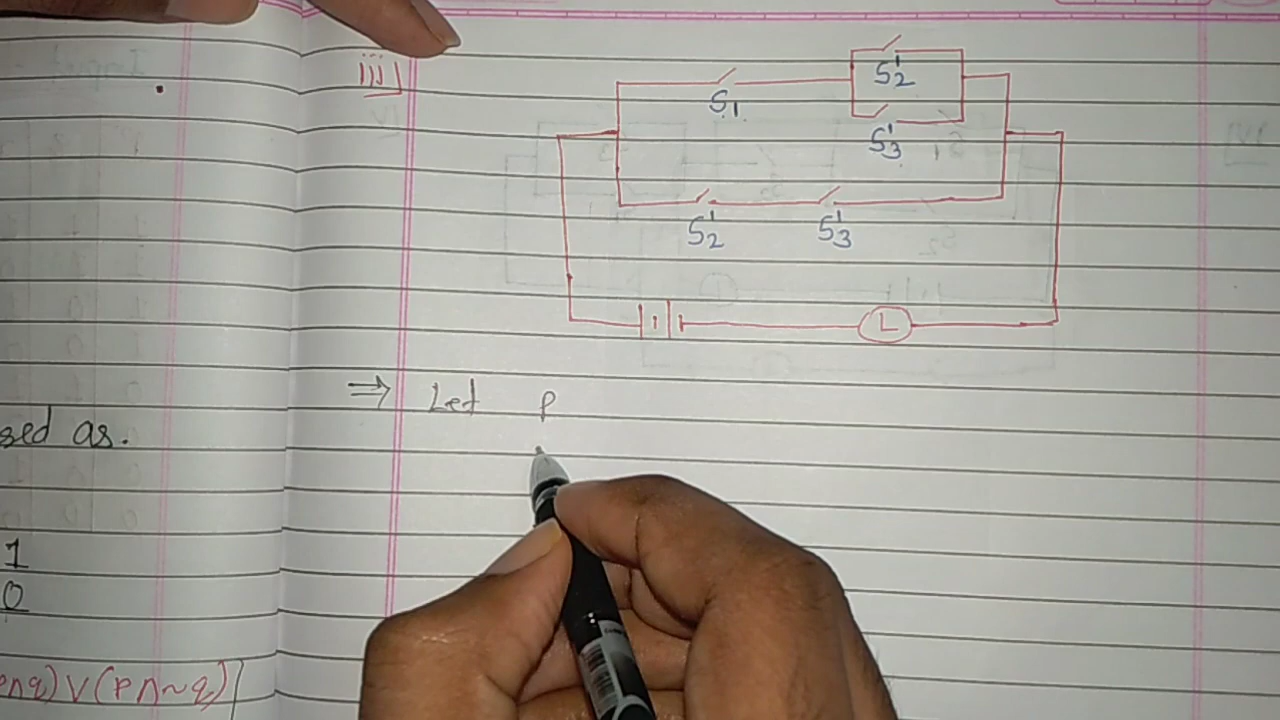 iii]
S'2
S1
S'3
S'2 S'3
L
⇒ Let p
sed as.
1
0
p∧q) ∨ (p∧~q)